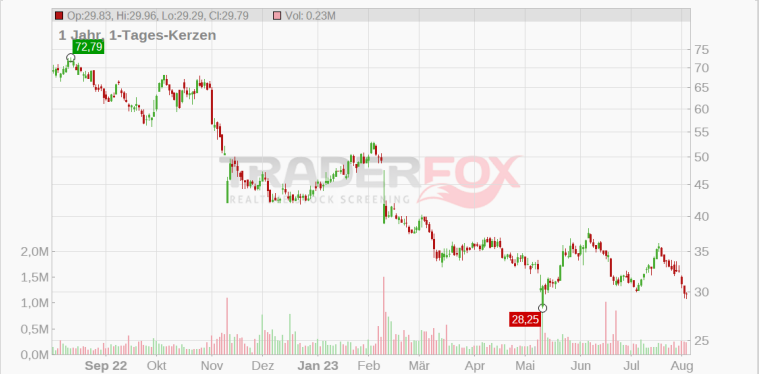 Op:29.83, Hi:29.96, Lo:29.29, Cl:29.79 Vol: 0.23M
1 Jahr, 1-Tages-Kerzen
72,79
75
70
65
60
55
50
TRADERFOX
45
REALTIME STOCK SCREENING
40
2,0M
35
1,5M
30
1,0M
28,25
0,5M
25
0,0M
Sep 22 Okt Nov Dez Jan 23 Feb Mär Apr Mai Jun Jul Aug